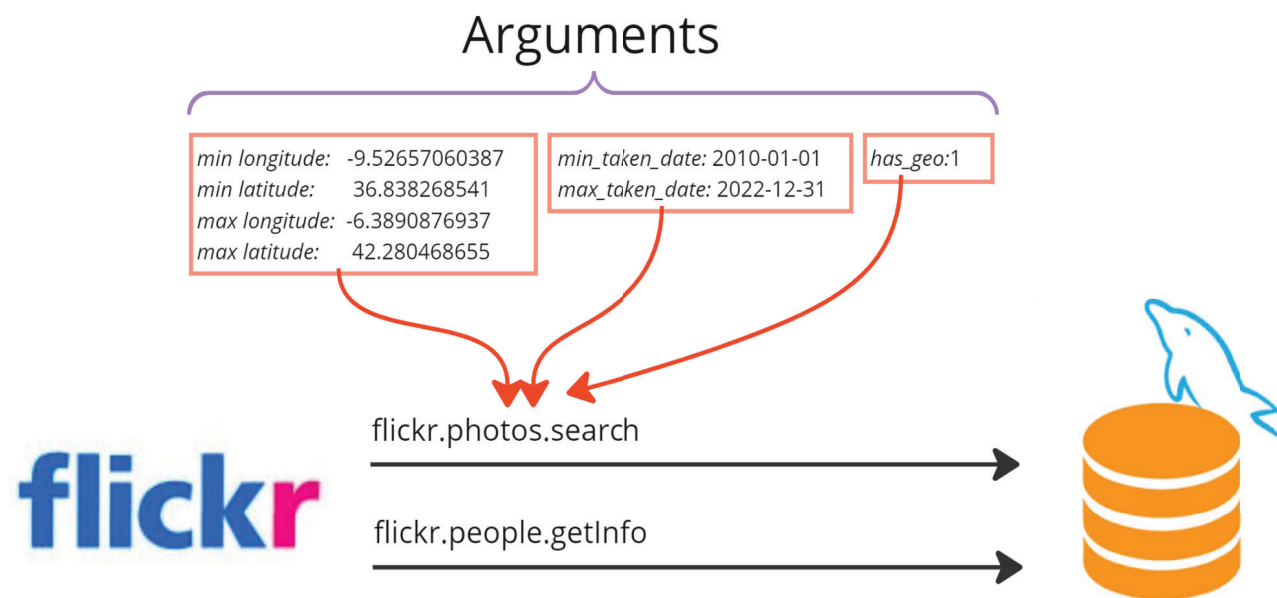 Arguments
min longitude: -9.52657060387
min latitude: 36.838268541
max longitude: -6.3890876937
max latitude: 42.280468655
min_taken_date: 2010-01-01
max_taken_date: 2022-12-31
has_geo:1
flickr.photos.search
flickr
flickr.people.getInfo